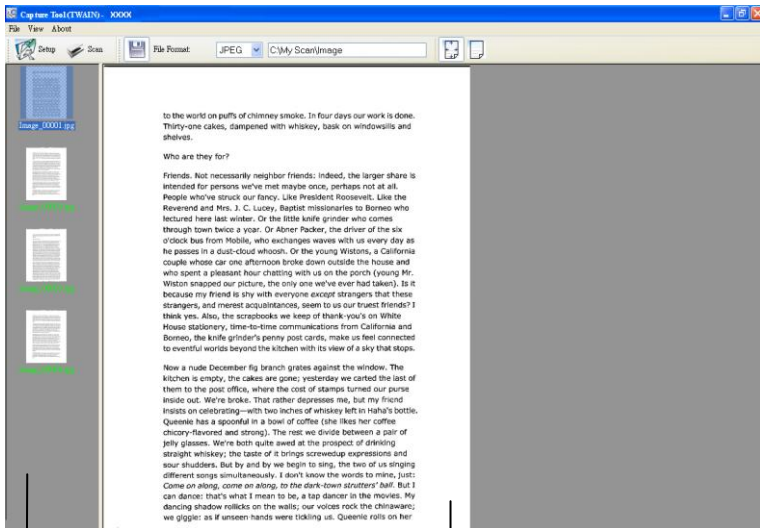 Capture Tool(TWAIN) - XXXX
File View About
Setup Scan File Format: JPEG C:\My Scan\Image
Image_00001.jpg
to the world on puffs of chimney smoke. In four days our work is done.
Thirty-one cakes, dampened with whiskey, bask on windowsills and
shelves.
Who are they for?
Friends. Not necessarily neighbor friends: indeed, the larger share is
intended for persons we've met maybe once, perhaps not at all.
People who've struck our fancy. Like President Roosevelt. Like the
Reverend and Mrs. J. C. Lucey, Baptist missionaries to Borneo who
lectured here last winter. Or the little knife grinder who comes
through town twice a year. Or Abner Packer, the driver of the six
o'clock bus from Mobile, who exchanges waves with us every day as
he passes in a dust-cloud whoosh. Or the young Wistons, a California
couple whose car one afternoon broke down outside the house and
who spent a pleasant hour chatting with us on the porch (young Mr.
Wiston snapped our picture, the only one we've ever had taken). Is it
because my friend is shy with everyone except strangers that these
strangers, and merest acquaintances, seem to us our truest friends? I
think yes. Also, the scrapbooks we keep of thank-you's on White
House stationery, time-to-time communications from California and
Borneo, the knife grinder's penny post cards, make us feel connected
to eventful worlds beyond the kitchen with its view of a sky that stops.
Now a nude December fig branch grates against the window. The
kitchen is empty, the cakes are gone; yesterday we carted the last of
them to the post office, where the cost of stamps turned our purse
inside out. We're broke. That rather depresses me, but my friend
insists on celebrating—with two inches of whiskey left in Haha's bottle.
Queenie has a spoonful in a bowl of coffee (she likes her coffee
chicory-flavored and strong). The rest we divide between a pair of
jelly glasses. We're both quite awed at the prospect of drinking
straight whiskey; the taste of it brings screwedup expressions and
sour shudders. But by and by we begin to sing, the two of us singing
different songs simultaneously. I don't know the words to mine, just:
Come on along, come on along, to the dark-town strutters' ball. But I
can dance: that's what I mean to be, a tap dancer in the movies. My
dancing shadow rollicks on the walls; our voices rock the chinaware;
we giggle: as if unseen hands were tickling us. Queenie rolls on her